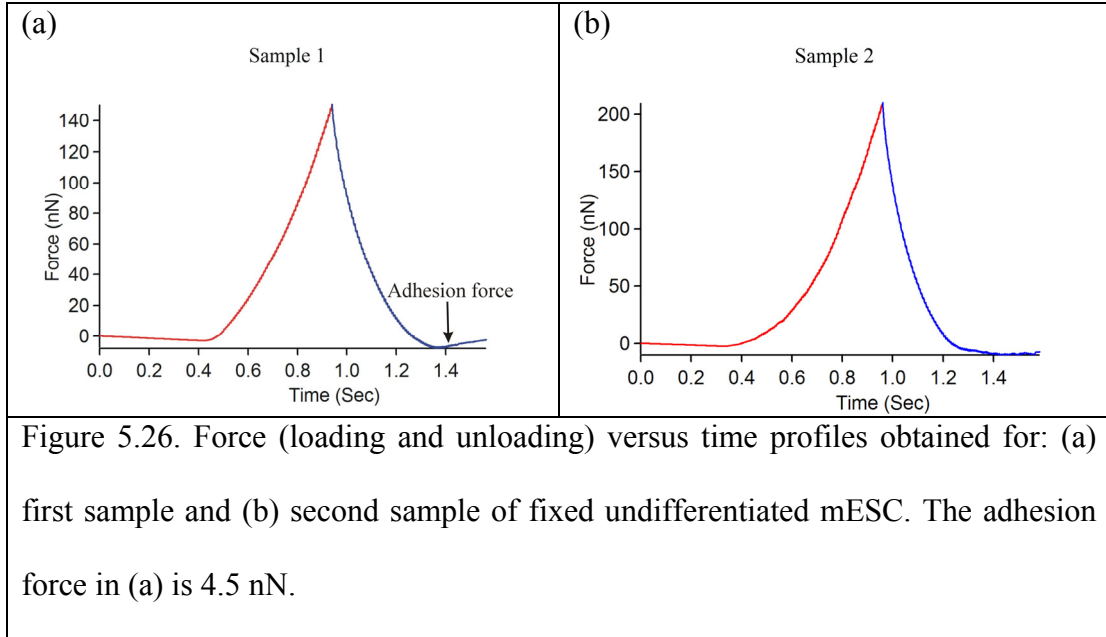 (a)
Sample 1
Force (nN)
140
120
100
80
60
40
20
0
Adhesion force
0.0 0.2 0.4 0.6 0.8 1.0 1.2 1.4
Time (Sec)
(b)
Sample 2
Force (nN)
200
150
100
50
0
0.0 0.2 0.4 0.6 0.8 1.0 1.2 1.4
Time (Sec)
Figure 5.26. Force (loading and unloading) versus time profiles obtained for: (a)
first sample and (b) second sample of fixed undifferentiated mESC. The adhesion
force in (a) is 4.5 nN.